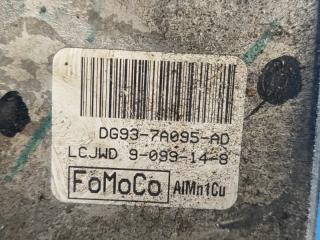 DG93-7A095-AD
LCJWD 9-099-14-8
FoMoCo AlMn1Cu